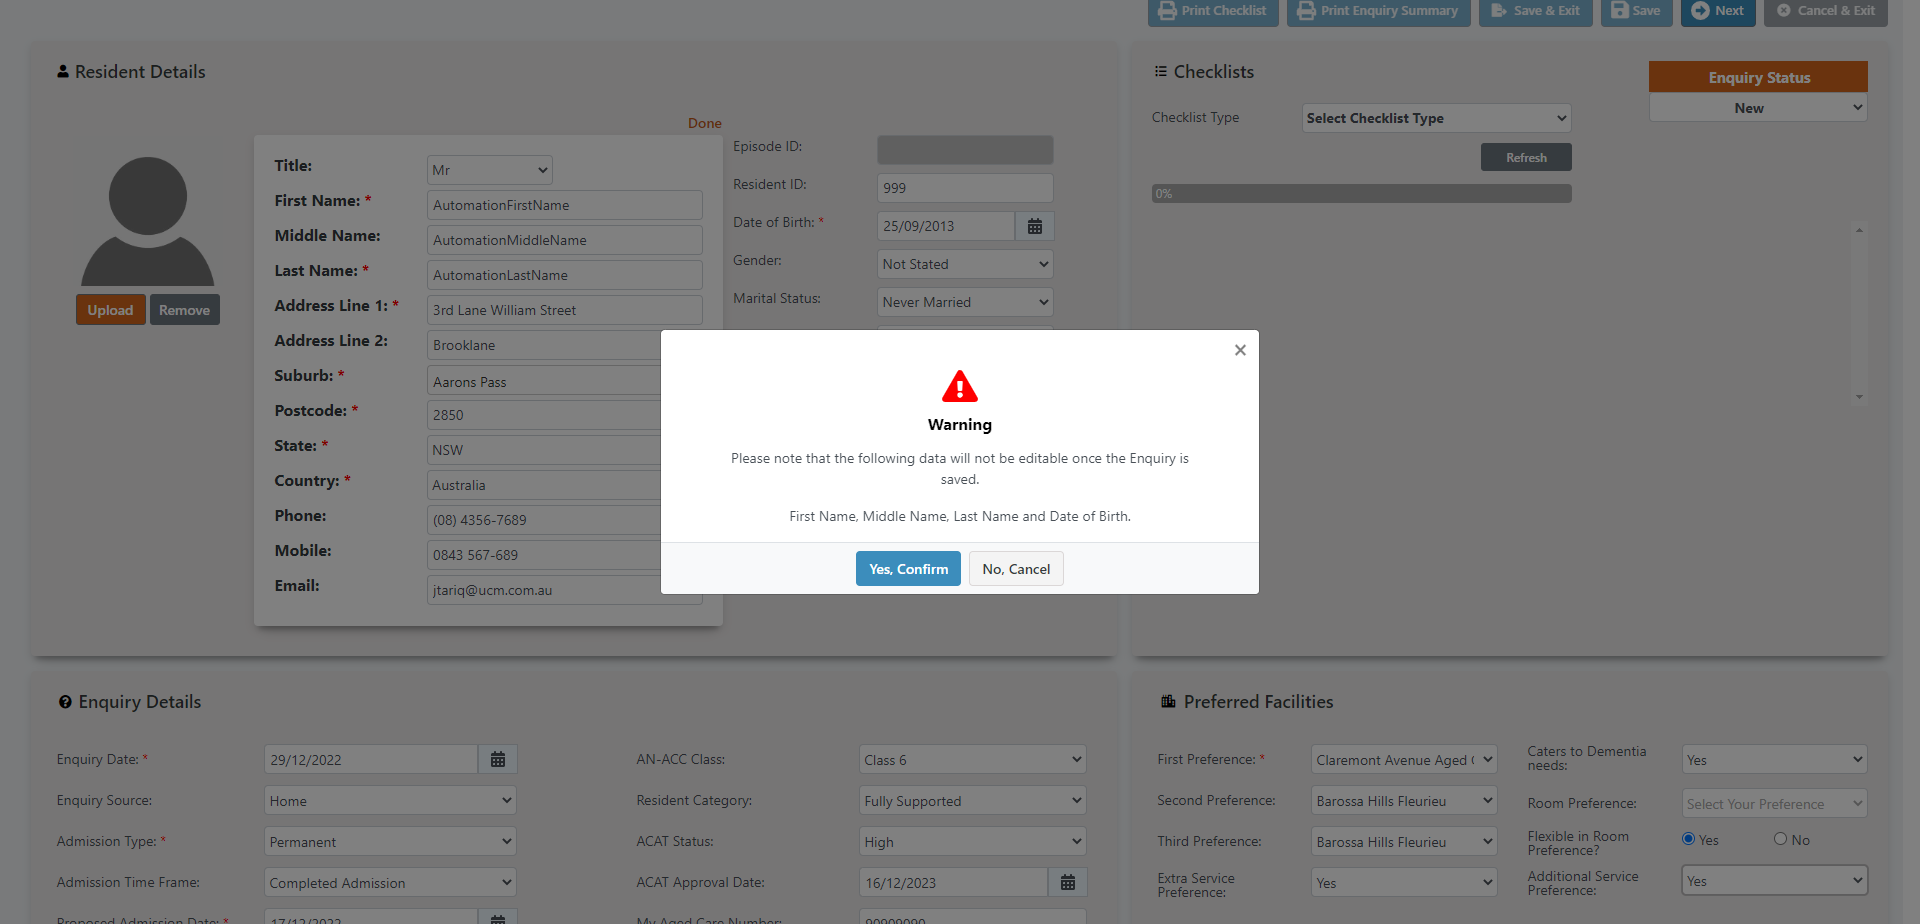 Print Checklist
Print Enquiry Summary
Save & Exit
Save
Next
Cancel & Exit
Resident Details
Done
Upload
Remove
Title:
Mr
First Name: *
AutomationFirstName
Middle Name:
AutomationMiddleName
Last Name: *
AutomationLastName
Address Line 1: *
3rd Lane William Street
Address Line 2:
Brooklane
Suburb: *
Aarons Pass
Postcode: *
2850
State: *
NSW
Country: *
Australia
Phone:
(08) 4356-7689
Mobile:
0843 567-689
Email:
jtariq@ucm.com.au
Episode ID:
Resident ID:
999
Date of Birth: *
25/09/2013
Gender:
Not Stated
Marital Status:
Never Married
Checklists
Checklist Type
Select Checklist Type
Refresh
0%
Enquiry Status
New
×
Warning
Please note that the following data will not be editable once the Enquiry is
saved.
First Name, Middle Name, Last Name and Date of Birth.
Yes, Confirm
No, Cancel
Enquiry Details
Enquiry Date: *
29/12/2022
Enquiry Source:
Home
Admission Type: *
Permanent
Admission Time Frame:
Completed Admission
Proposed Admission Date: *
17/12/2022
AN-ACC Class:
Class 6
Resident Category:
Fully Supported
ACAT Status:
High
ACAT Approval Date:
16/12/2023
My Aged Care Number:
90909090
Preferred Facilities
First Preference: *
Claremont Avenue Aged
Second Preference:
Barossa Hills Fleurieu
Third Preference:
Barossa Hills Fleurieu
Extra Service
Preference:
Yes
Caters to Dementia
needs:
Yes
Room Preference:
Select Your Preference
Flexible in Room
Preference?
Yes
No
Additional Service
Preference:
Yes